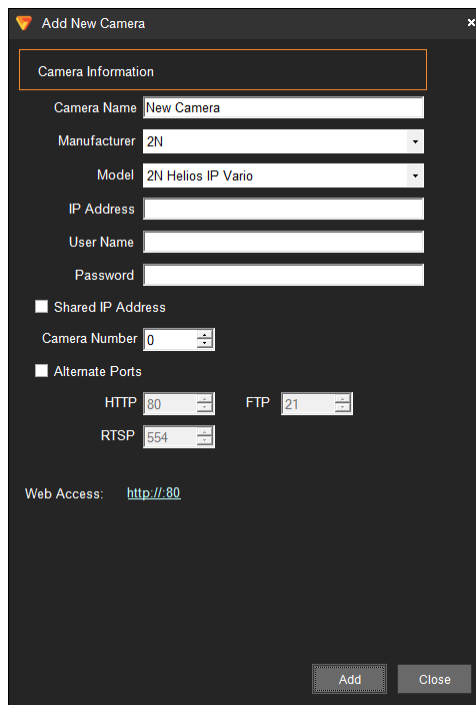 Add New Camera
Camera Information
Camera Name New Camera
Manufacturer 2N
Model 2N Helios IP Vario
IP Address
User Name
Password
Shared IP Address
Camera Number 0
Alternate Ports
HTTP 80 FTP 21
RTSP 554
Web Access: http://:80
Add Close